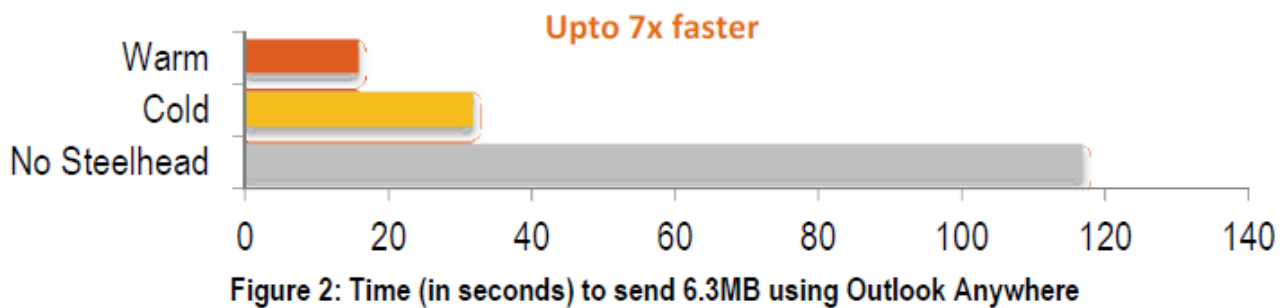 Upto 7x faster
Warm
Cold
No Steelhead
0 20 40 60 80 100 120 140
Figure 2: Time (in seconds) to send 6.3MB using Outlook Anywhere